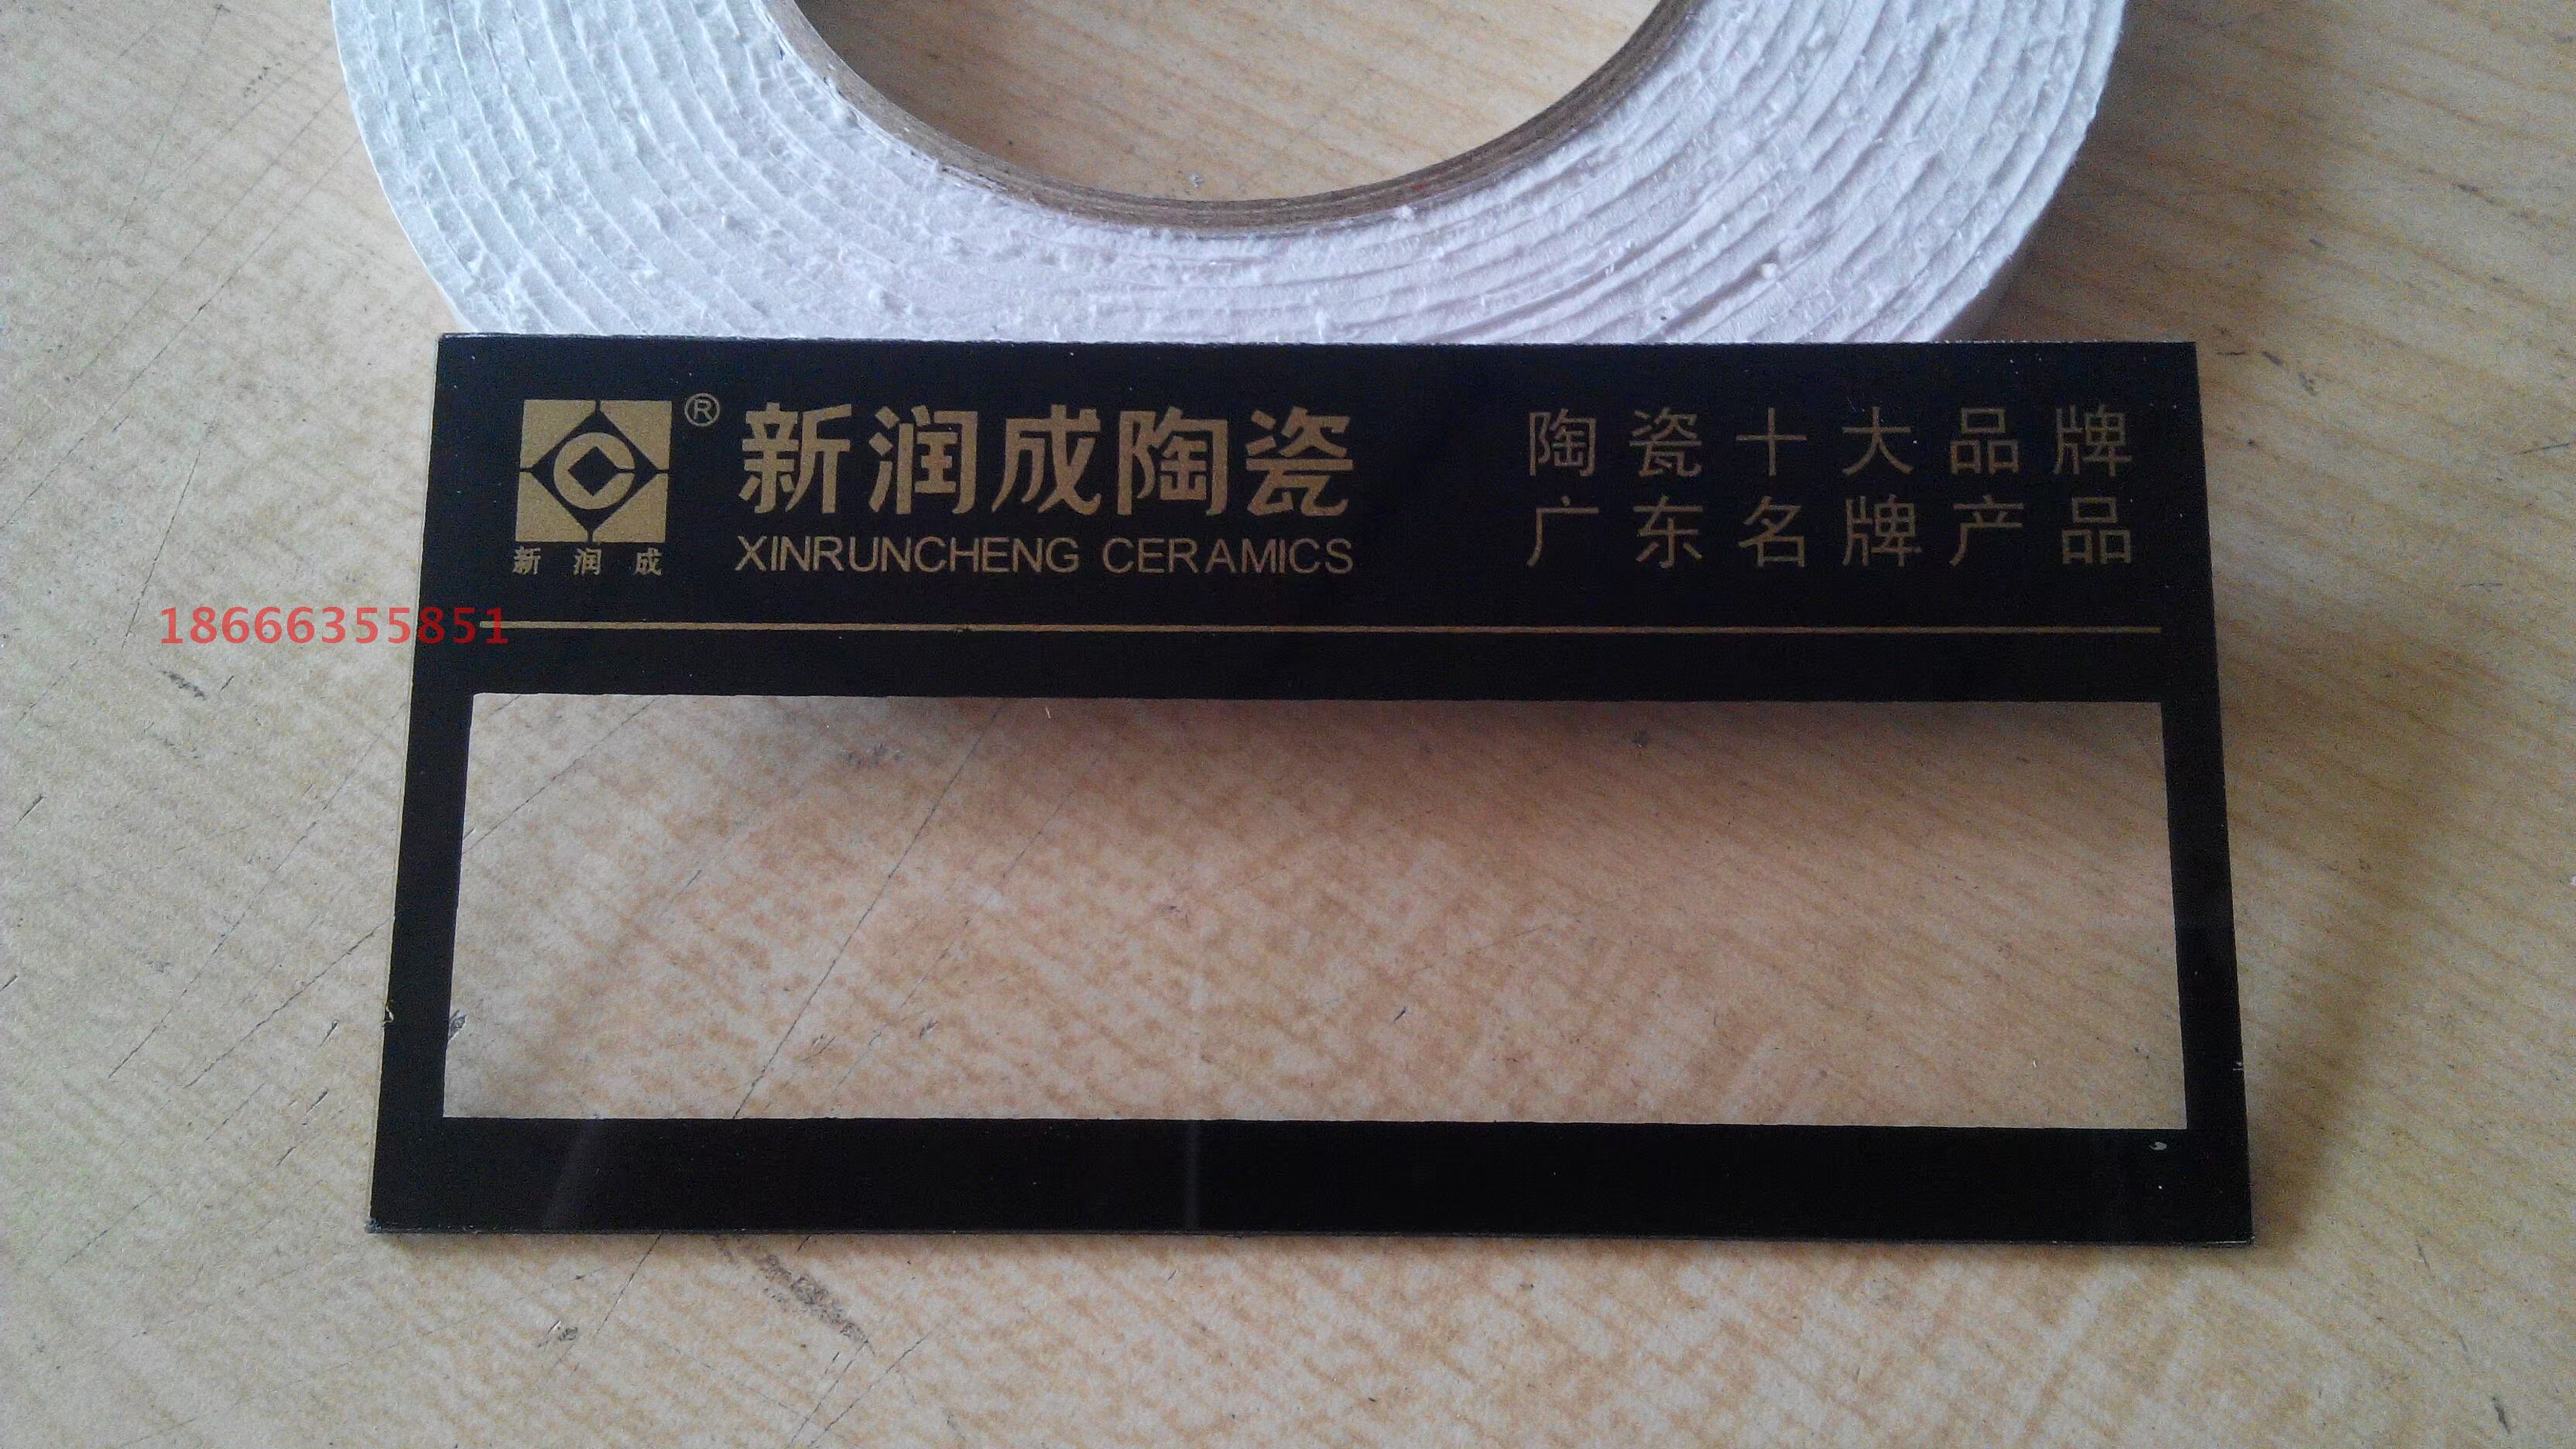 ®
新润成陶瓷
XINRUNCHENG CERAMICS
新润成
陶瓷十大品牌
广东名牌产品
18666355851